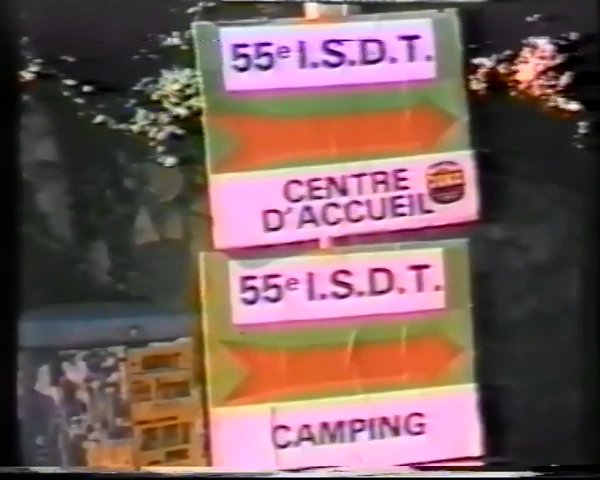 55e I.S.D.T.
CENTRE
D'ACCUEIL
55e I.S.D.T.
CAMPING